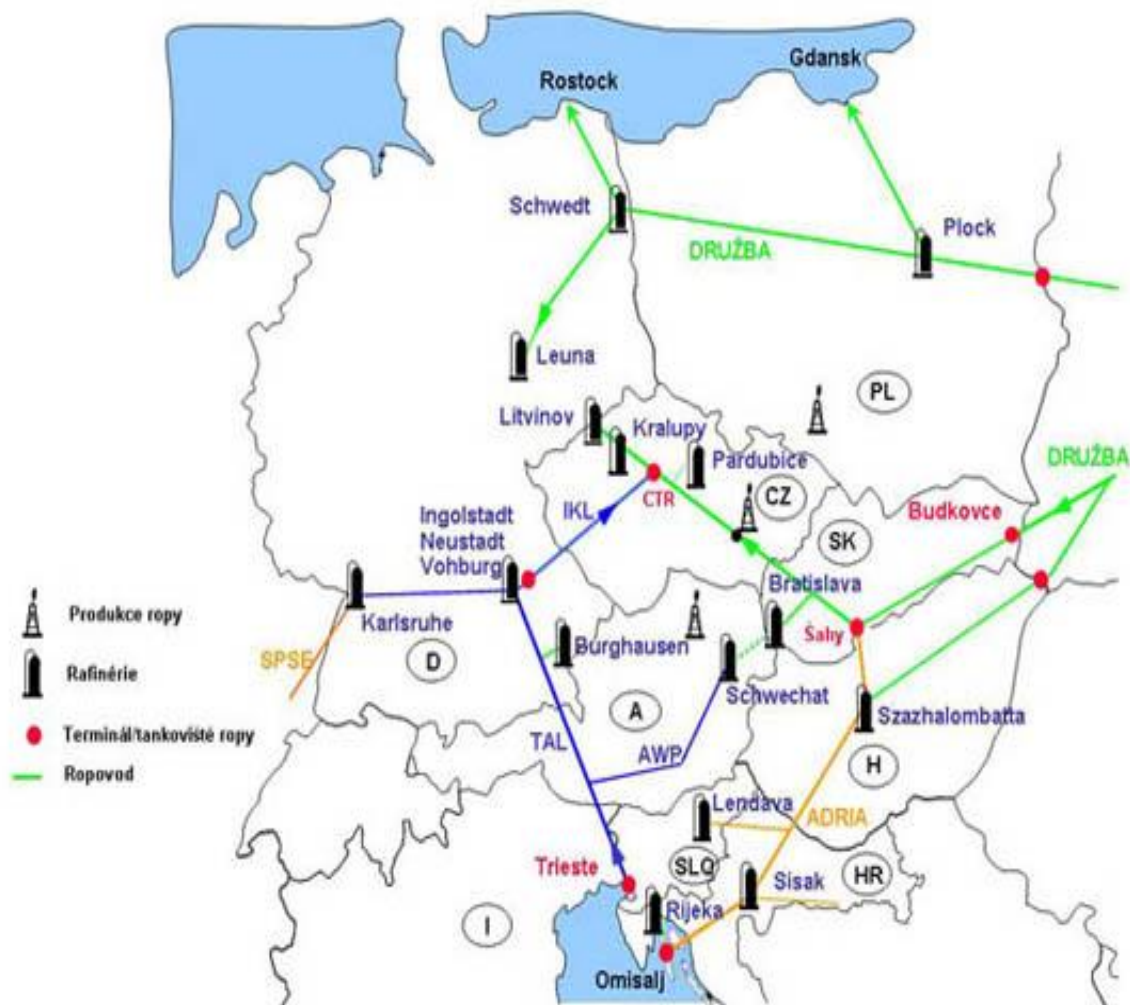 Gdansk
Rostock
Schwedt
Plock
DRUŽBA
Leuna
PL
Litvinov
Kralupy
Pardubice
DRUŽBA
CTR
CZ
IKL
Budkovce
Ingolstadt
Neustadt
Vohburg
SK
Bratislava
Karlsruhe
Šahy
Burghausen
SPSE
D
Schwechat
A
Szazhalombatta
TAL
AWP
H
Lendava
ADRIA
Trieste
SLO
HR
Sisak
Rijeka
I
Omisalj
Produkce ropy
Rafinérie
Terminál/tankoviště ropy
Ropovod